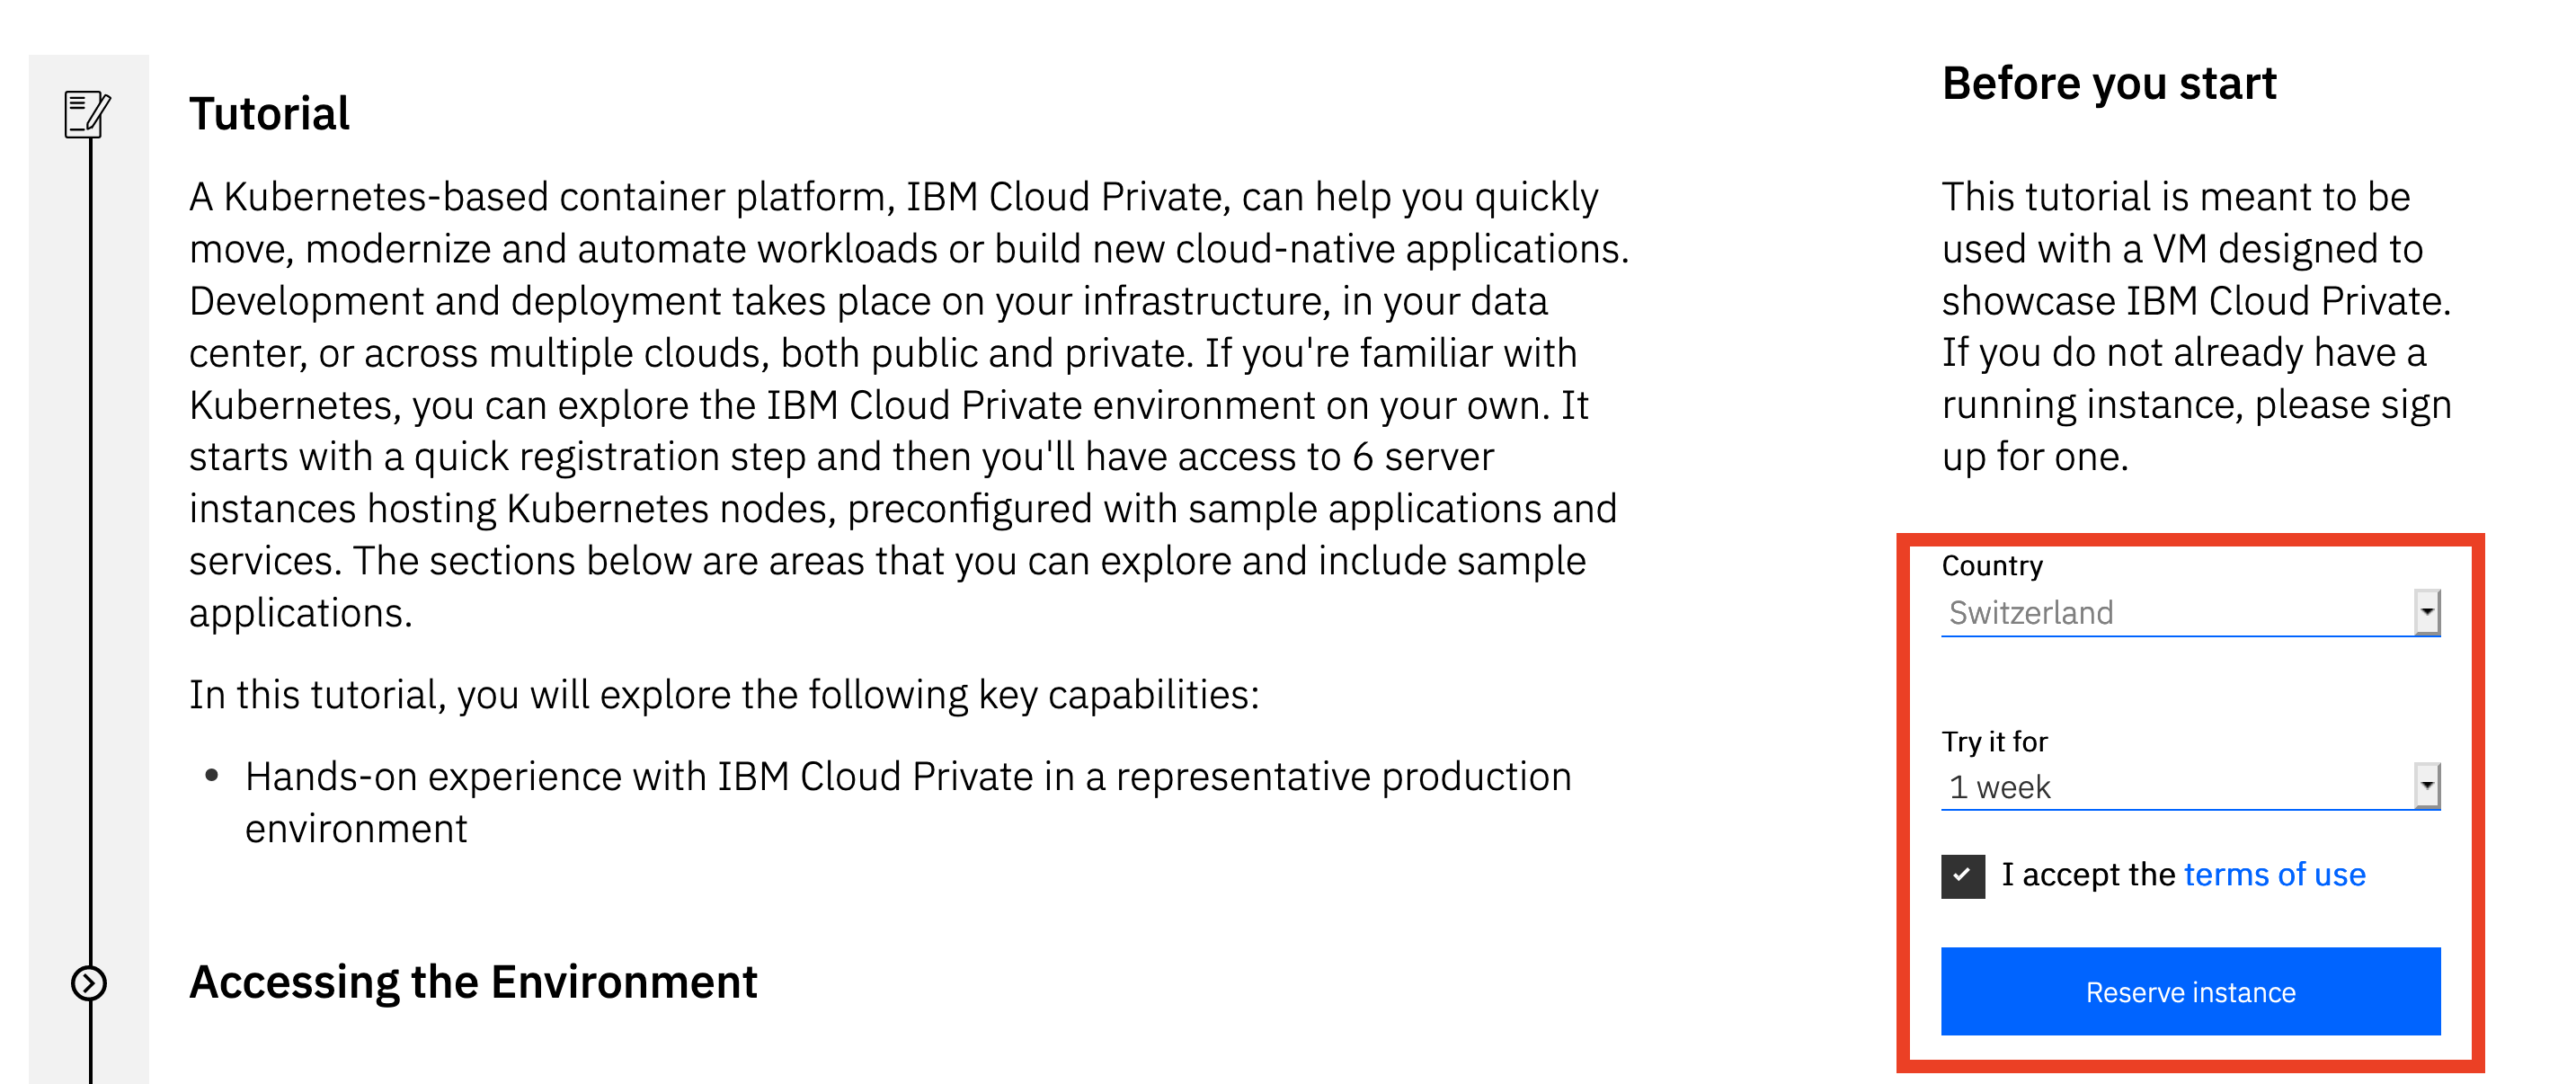 Tutorial
A Kubernetes-based container platform, IBM Cloud Private, can help you quickly
move, modernize and automate workloads or build new cloud-native applications.
Development and deployment takes place on your infrastructure, in your data
center, or across multiple clouds, both public and private. If you're familiar with
Kubernetes, you can explore the IBM Cloud Private environment on your own. It
starts with a quick registration step and then you'll have access to 6 server
instances hosting Kubernetes nodes, preconfigured with sample applications and
services. The sections below are areas that you can explore and include sample
applications.
In this tutorial, you will explore the following key capabilities:
• Hands-on experience with IBM Cloud Private in a representative production
environment
Accessing the Environment
Before you start
This tutorial is meant to be
used with a VM designed to
showcase IBM Cloud Private.
If you do not already have a
running instance, please sign
up for one.
Country
Switzerland
Try it for
1 week
I accept the terms of use
Reserve instance